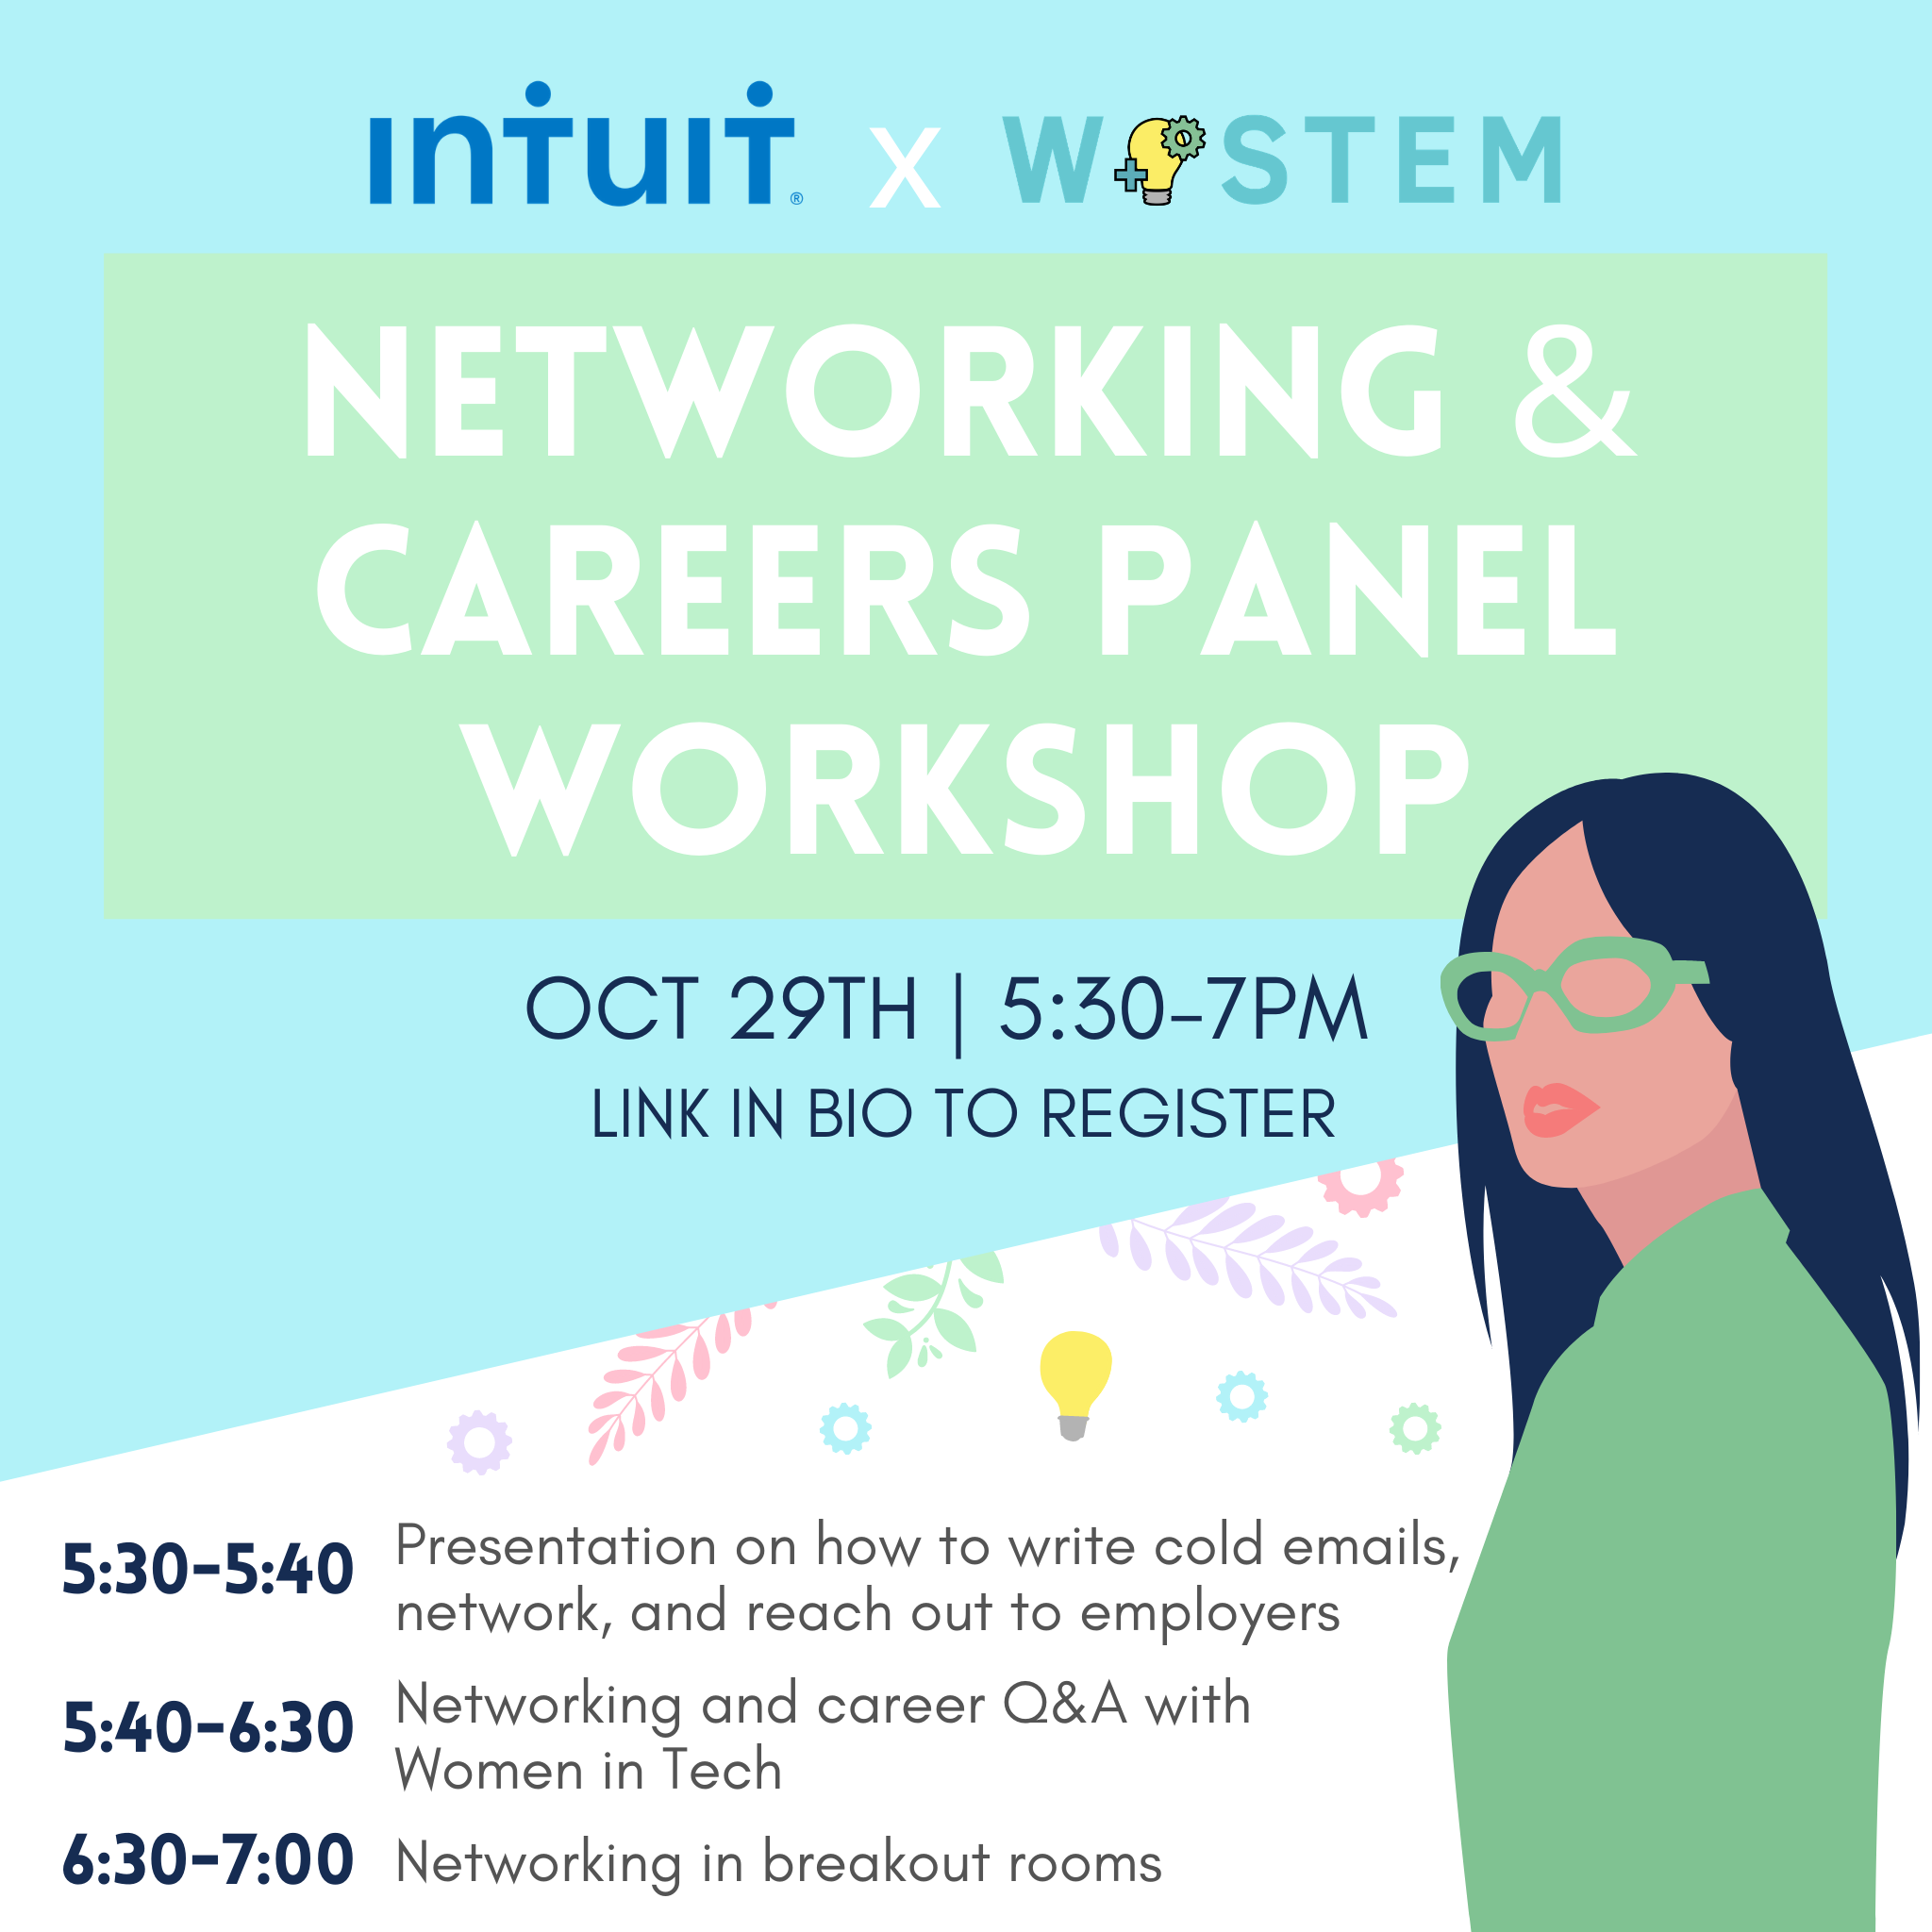 intuit® X W STEM
NETWORKING &
CAREERS PANEL
WORKSHOP
OCT 29TH | 5:30-7PM
LINK IN BIO TO REGISTER
5:30-5:40 Presentation on how to write cold emails,
network, and reach out to employers
5:40-6:30 Networking and career Q&A with
Women in Tech
6:30-7:00 Networking in breakout rooms